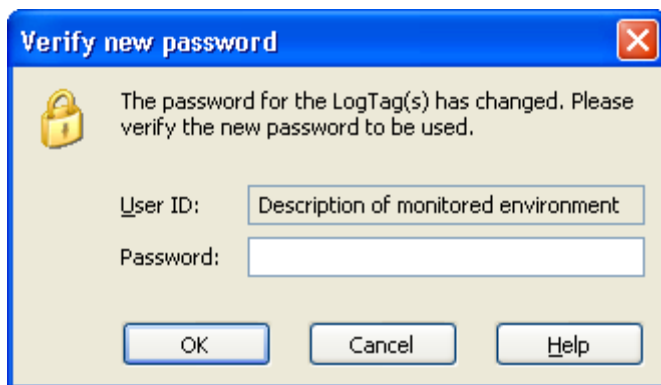 Verify new password
The password for the LogTag(s) has changed. Please
verify the new password to be used.
User ID: Description of monitored environment
Password:
OK Cancel Help